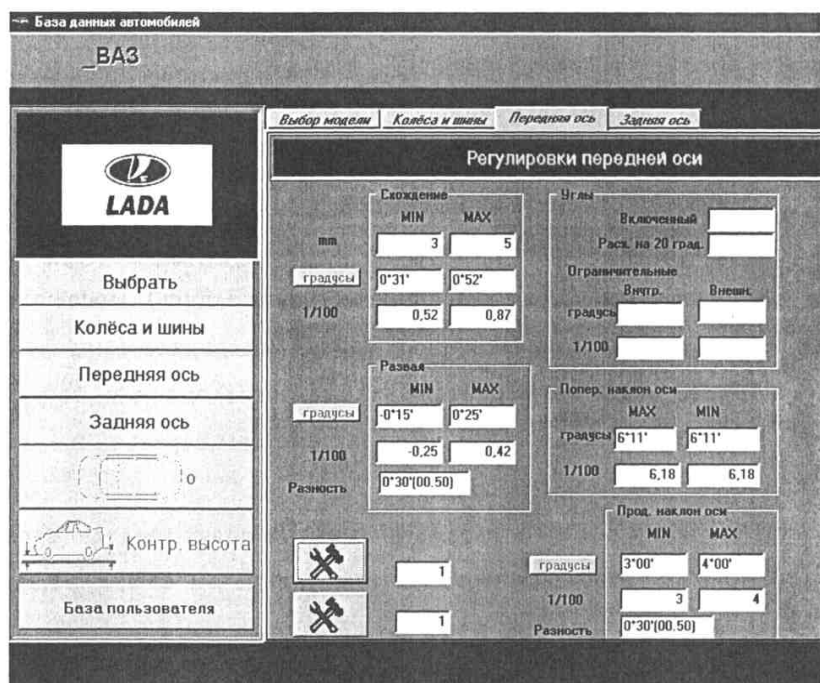 База данных автомобилей
_ВАЗ
Выбор модели Колёса и шины Передняя ось Задняя ось
LADA
Выбрать
Колёса и шины
Передняя ось
Задняя ось
0
Контр. высота
База пользователя
Регулировки передней оси
Схождение
MIN MAX
mm 3 5
градусы 0°31' 0°52'
1/100 0,52 0,87
Развал
MIN MAX
градусы -0°15' 0°25'
1/100 -0,25 0,42
Разность 0°30'(00.50)
1
1
Углы
Включенный
Расх. на 20 град.
Ограничительные
Внутр. Внешн.
градусы
1/100
Попер. наклон оси
MAX MIN
градусы 6°11' 6°11'
1/100 6,18 6,18
Прод. наклон оси
MIN MAX
градусы 3°00' 4°00'
1/100 3 4
Разность 0°30'(00.50)